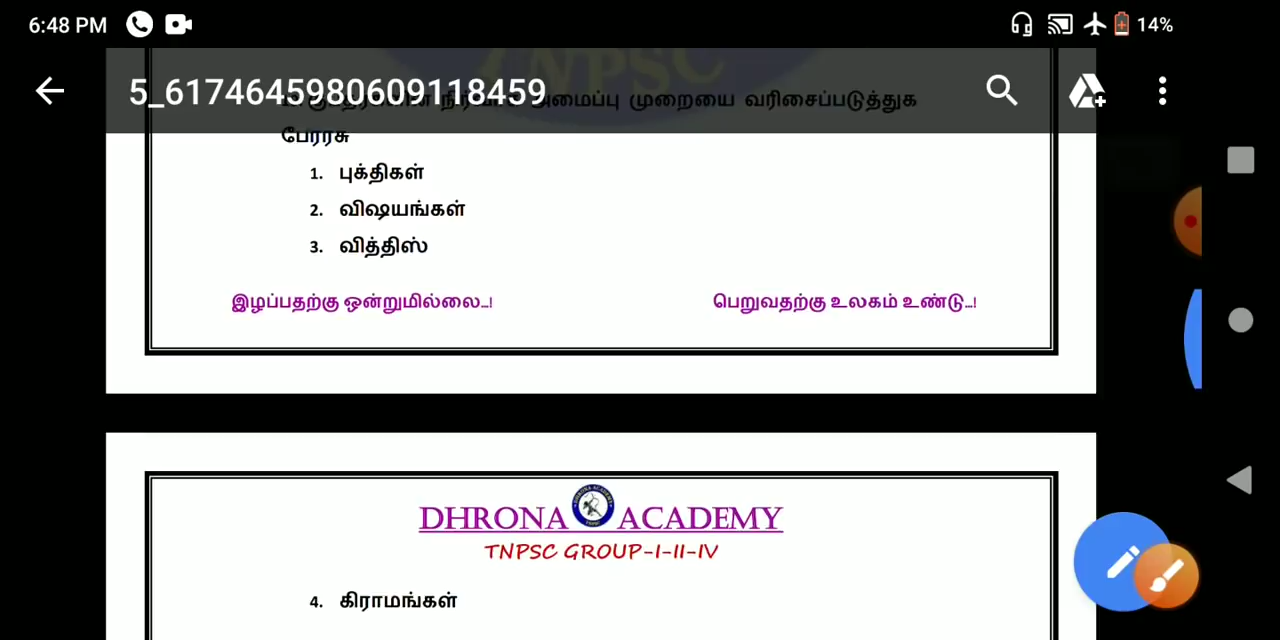 6:48 PM
14%
5_6174645980609118459
அமைப்பு முறையை வரிசைப்படுத்துக
பேரரசு
1. புக்திகள்
2. விஷயங்கள்
3. வித்திஸ்
இழப்பதற்கு ஒன்றுமில்லை..! பெறுவதற்கு உலகம் உண்டு..!
DHRONA ACADEMY
TNPSC GROUP-I-II-IV
4. கிராமங்கள்